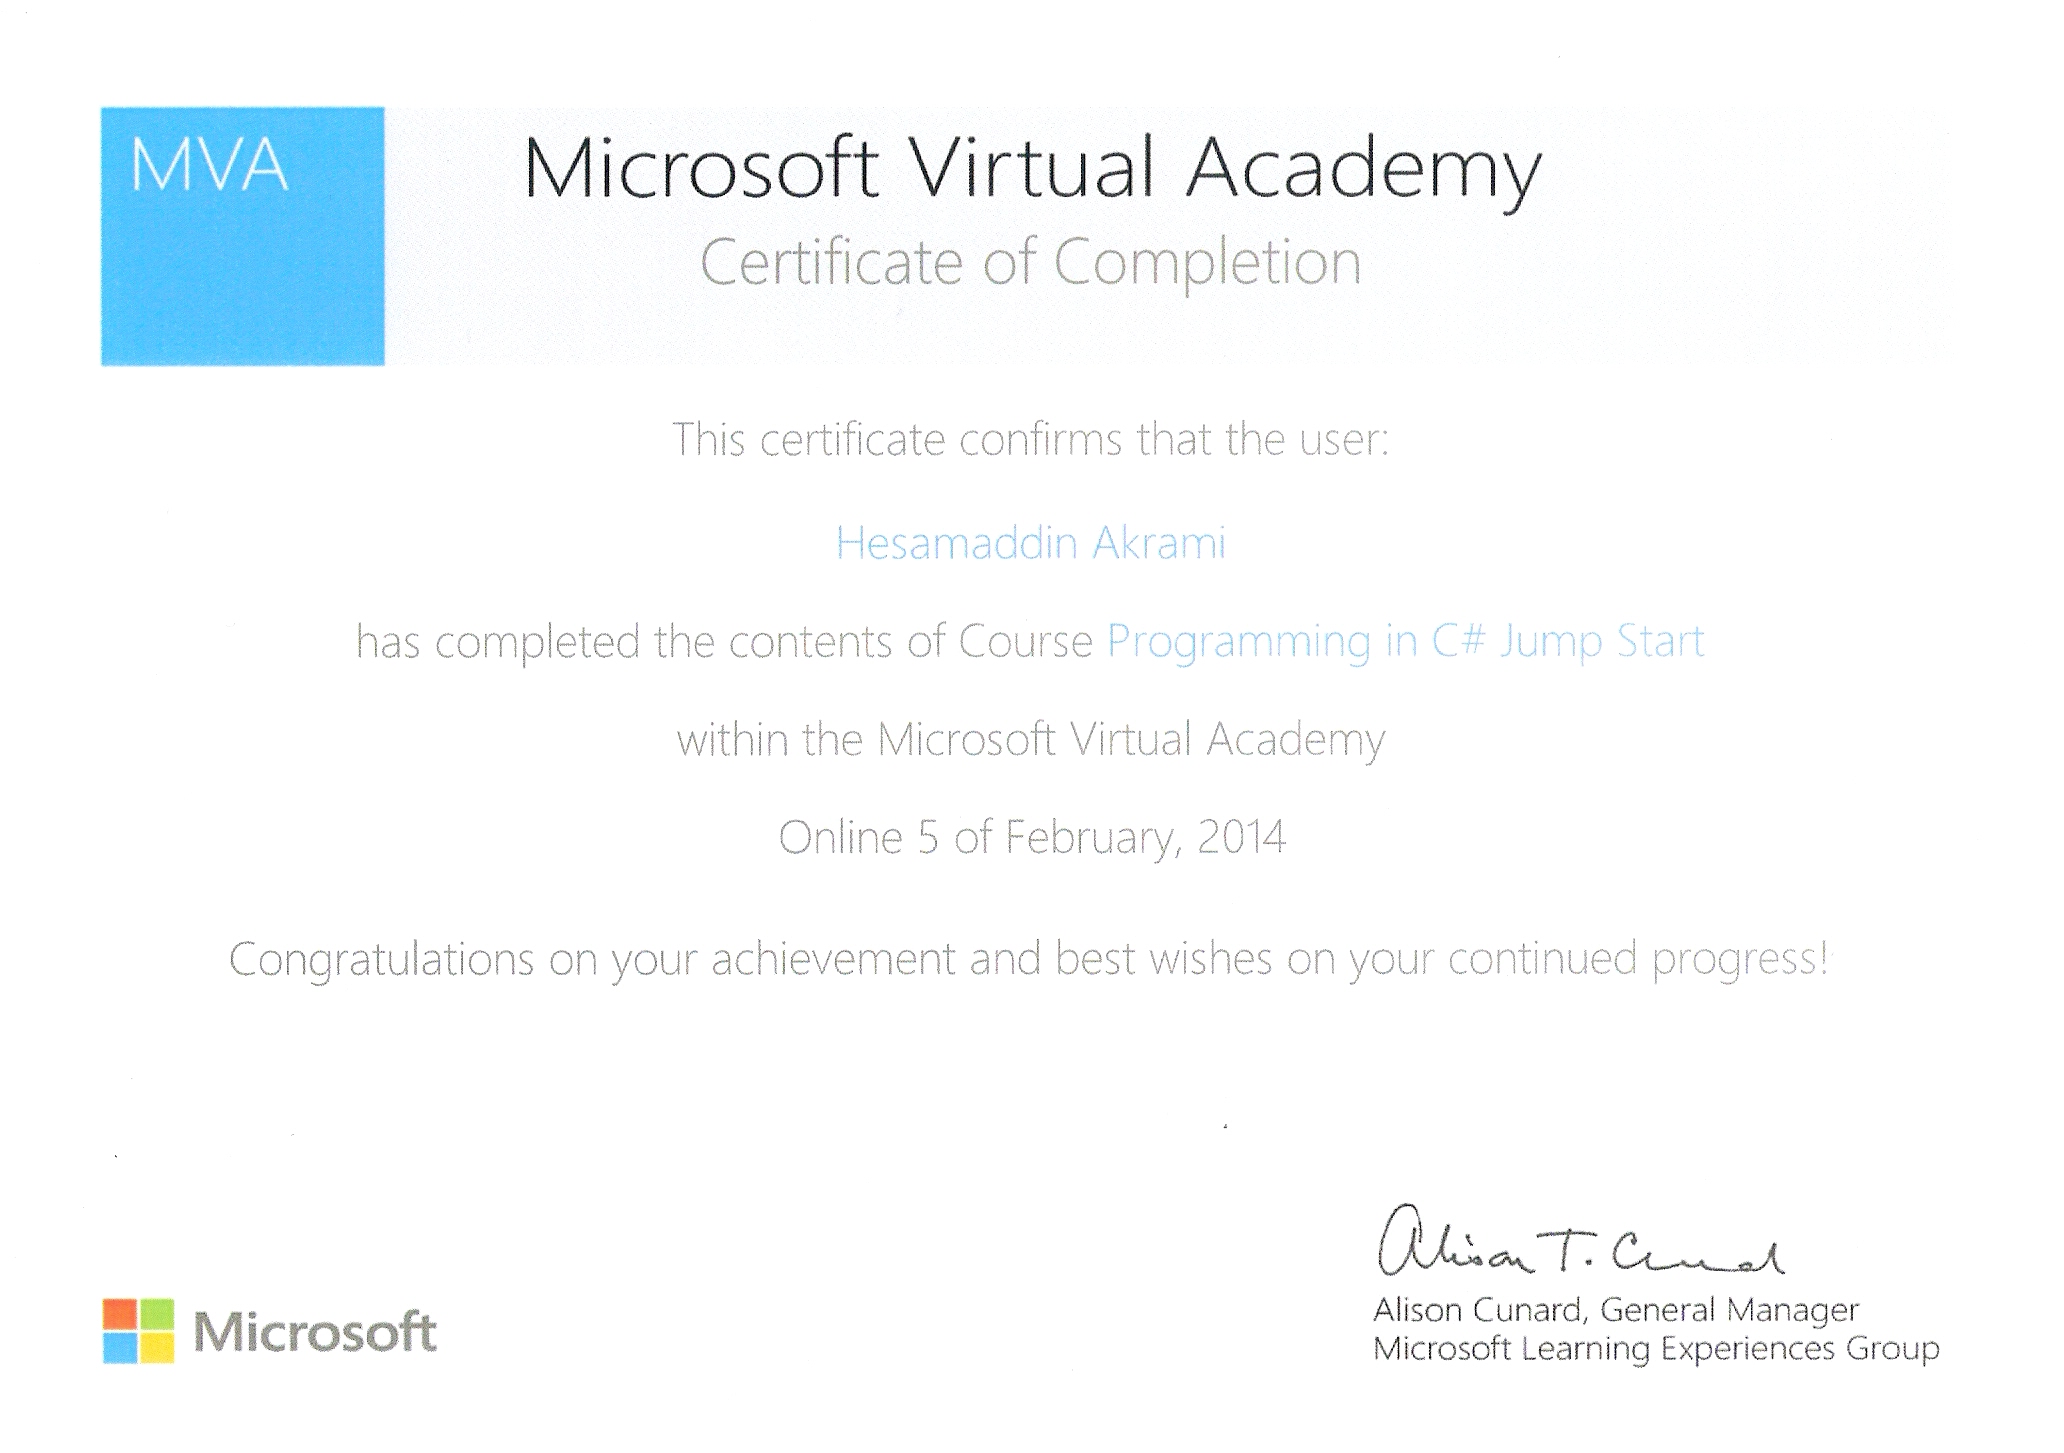 MVA
Microsoft Virtual Academy
Certificate of Completion
This certificate confirms that the user:
Hesamaddin Akrami
has completed the contents of Course Programming in C# Jump Start
within the Microsoft Virtual Academy
Online 5 of February, 2014
Congratulations on your achievement and best wishes on your continued progress!
Alison T. Cunard
Alison Cunard, General Manager
Microsoft Learning Experiences Group
Microsoft